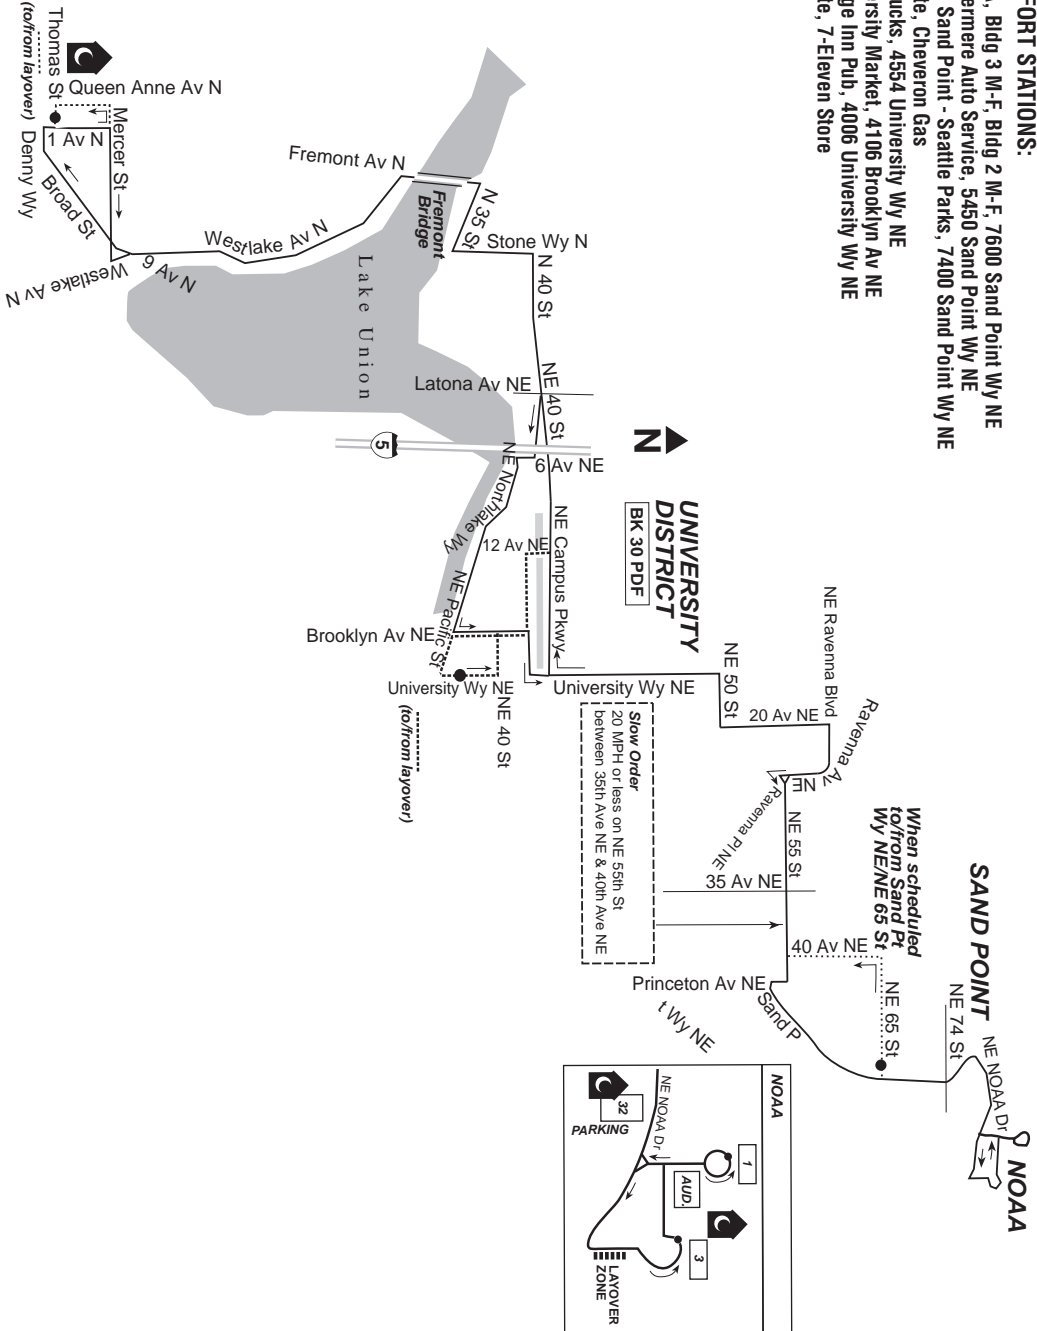 FORT STATIONS:
, Bldg 3 M-F, Bldg 2 M-F, 7600 Sand Point Wy NE
ermere Auto Service, 5450 Sand Point Wy NE
Sand Point - Seattle Parks, 7400 Sand Point Wy NE
te, Cheveron Gas
ucks, 4554 University Wy NE
ersity Market, 4106 Brooklyn Av NE
ge Inn Pub, 4006 University Wy NE
te, 7-Eleven Store
SAND POINT
NOAA
NE NOAA Dr
NE 74 St
NE 65 St
When scheduled
to/from Sand Pt
Wy NE/NE 65 St
40 Av NE
Ravenna Av NE
NE Ravenna Blvd
20 Av NE
Ravenna Pl NE
NE 55 St
35 Av NE
Princeton Av NE
Sand P
t Wy NE
NE 50 St
UNIVERSITY
DISTRICT
BK 30 PDF
N
Slow Order
20 MPH or less on NE 55th St
between 35th Ave NE & 40th Ave NE
University Wy NE
NE Campus Pkwy
12 Av NE
6 Av NE
NE 40 St
Latona Av NE
N 40 St
Stone Wy N
N 35 St
Fremont
Bridge
Fremont Av N
Lake Union
5
NE Northlake Wy
NE Pacific St
Brooklyn Av NE
University Wy NE
NE 40 St
(to/from layover)
Westlake Av N
9 Av N
Westlake Av N
Mercer St
Queen Anne Av N
1 Av N
Broad St
Denny Wy
Thomas St
(to/from layover)
NOAA
NE NOAA Dr
32
PARKING
1
AUD.
3
LAYOVER
ZONE